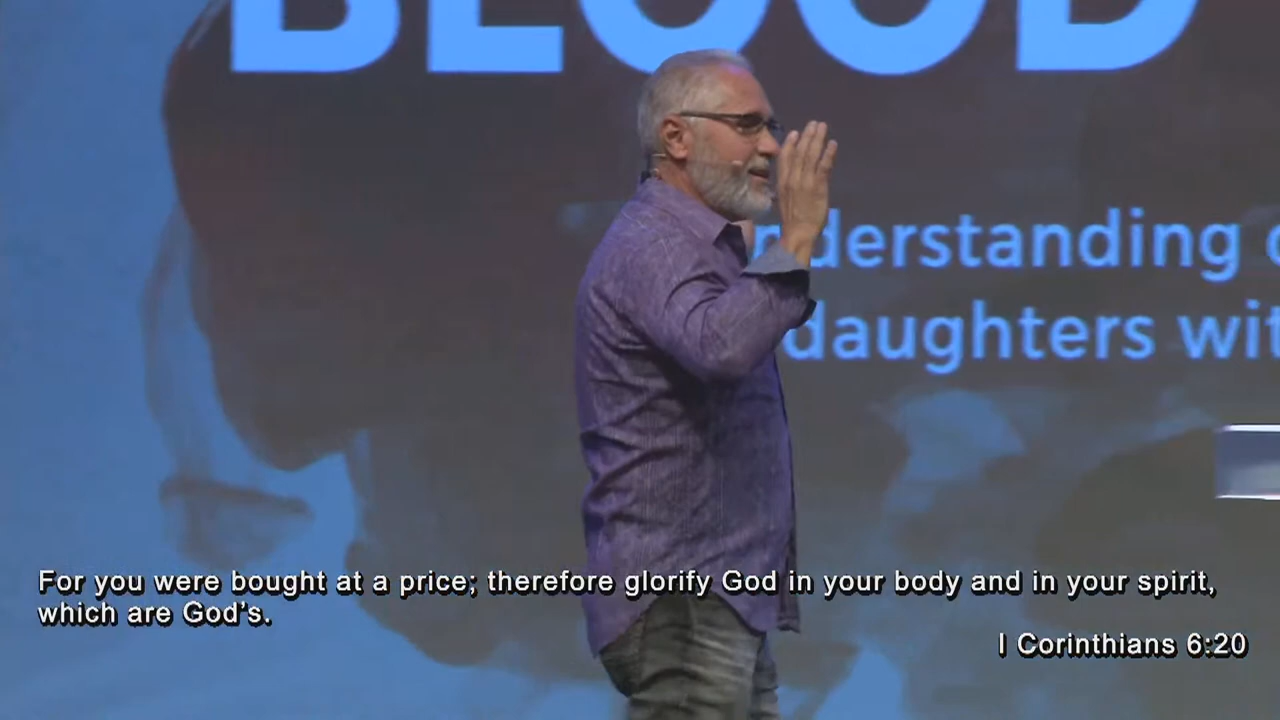 BLOOD
nderstanding
daughters
For you were bought at a price; therefore glorify God in your body and in your spirit,
which are God's.
I Corinthians 6:20